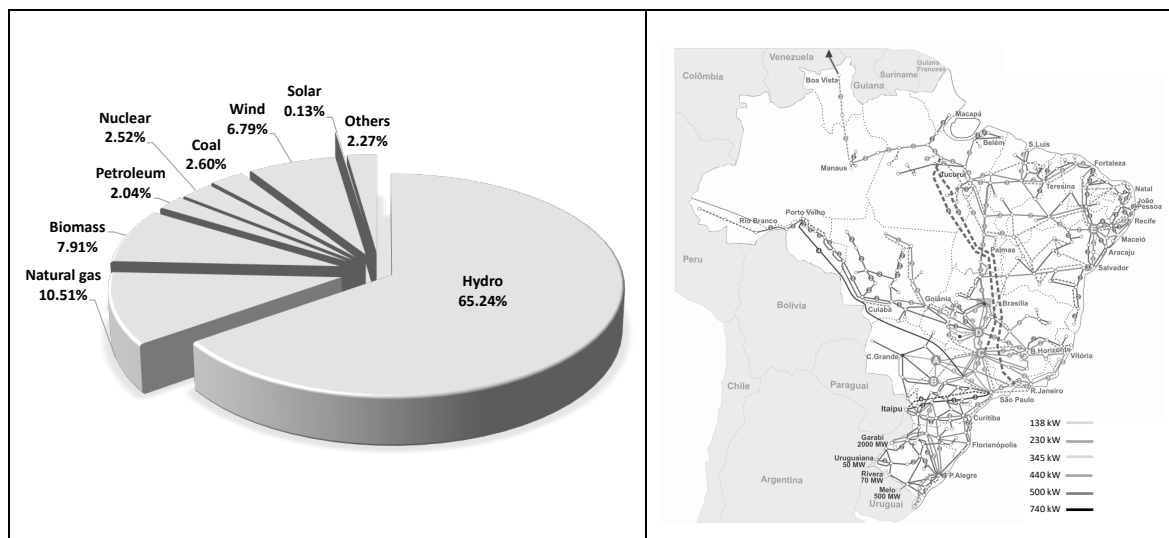 Solar
0.13%
Wind
6.79%
Others
2.27%
Nuclear
2.52%
Coal
2.60%
Petroleum
2.04%
Biomass
7.91%
Natural gas
10.51%
Hydro
65.24%
Venezuela
Guiana
Francesa
Colômbia
Suriname
Guiana
Boa Vista
Macapá
Belém
S.Luis
Manaus
Fortaleza
Tucuruí
Teresina
Natal
João
Pessoa
Recife
Rio Branco
Porto Velho
Maceió
Aracaju
Palmas
Salvador
Peru
Bolivia
Goiânia
Brasília
Cuiabá
B.Horizonte
Vitória
C.Grande
A
B
C
D
E
Chile
Paraguai
R.Janeiro
São Paulo
Itaipu
Curitiba
Garabi
2000 MW
Florianópolis
Uruguaiana
50 MW
Rivera
70 MW
P.Alegre
Melo
500 MW
Argentina
Uruguai
138 kW
230 kW
345 kW
440 kW
500 kW
740 kW